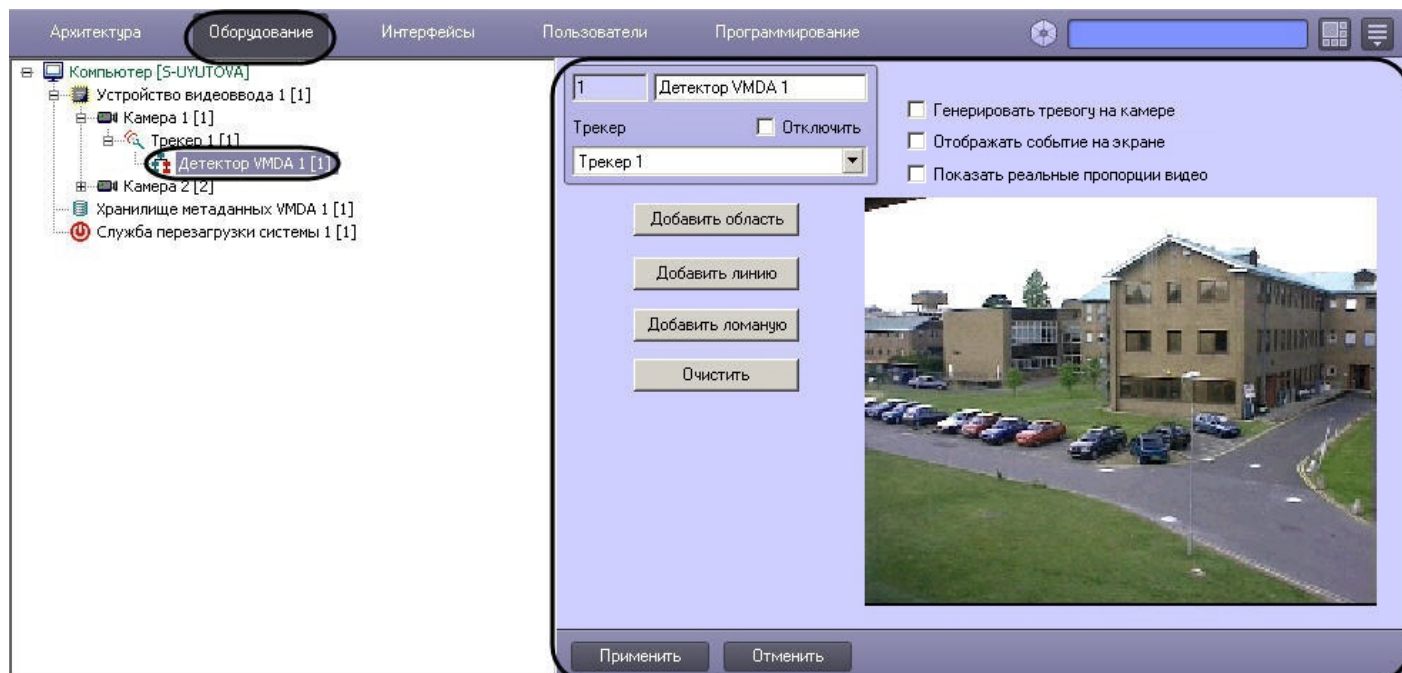 Архитектура Оборудование Интерфейсы Пользователи Программирование
Компьютер [S-UYUTOVA]
Устройство видеоввода 1 [1]
Камера 1 [1]
Трекер 1 [1]
Детектор VMDA 1 [1]
Камера 2 [2]
Хранилище метаданных VMDA 1 [1]
Служба перезагрузки системы 1 [1]
1 Детектор VMDA 1
Трекер Отключить
Трекер 1
Генерировать тревогу на камере
Отображать событие на экране
Показать реальные пропорции видео
Добавить область
Добавить линию
Добавить ломаную
Очистить
Применить Отменить